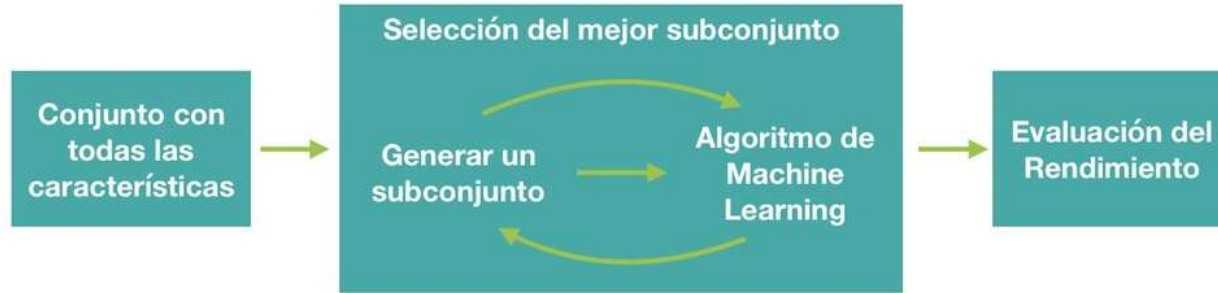 Conjunto con
todas las
características
Selección del mejor subconjunto
Generar un
subconjunto
Algoritmo de
Machine
Learning
Evaluación del
Rendimiento